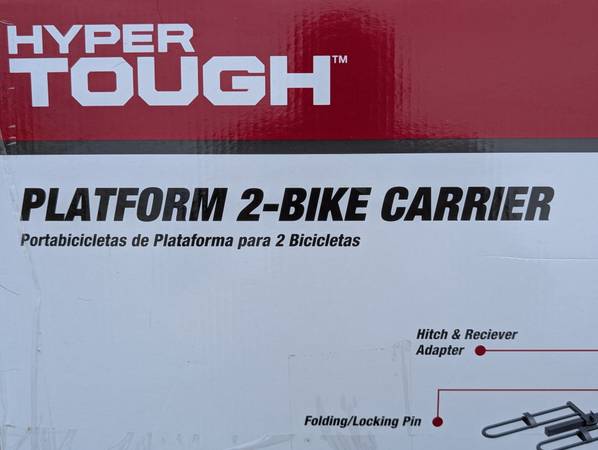 HYPER
TOUGH™
PLATFORM 2-BIKE CARRIER
Portabicicletas de Plataforma para 2 Bicicletas
Hitch & Reciever
Adapter
Folding/Locking Pin